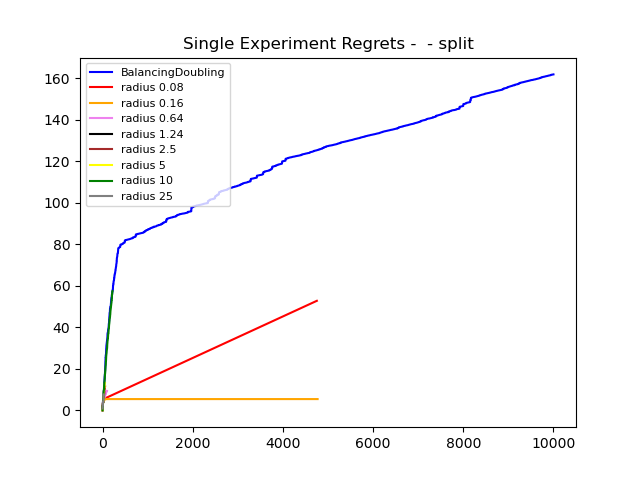 Single Experiment Regrets -  - split
160
140
120
100
80
60
40
20
0
BalancingDoubling
radius 0.08
radius 0.16
radius 0.64
radius 1.24
radius 2.5
radius 5
radius 10
radius 25
0 2000 4000 6000 8000 10000